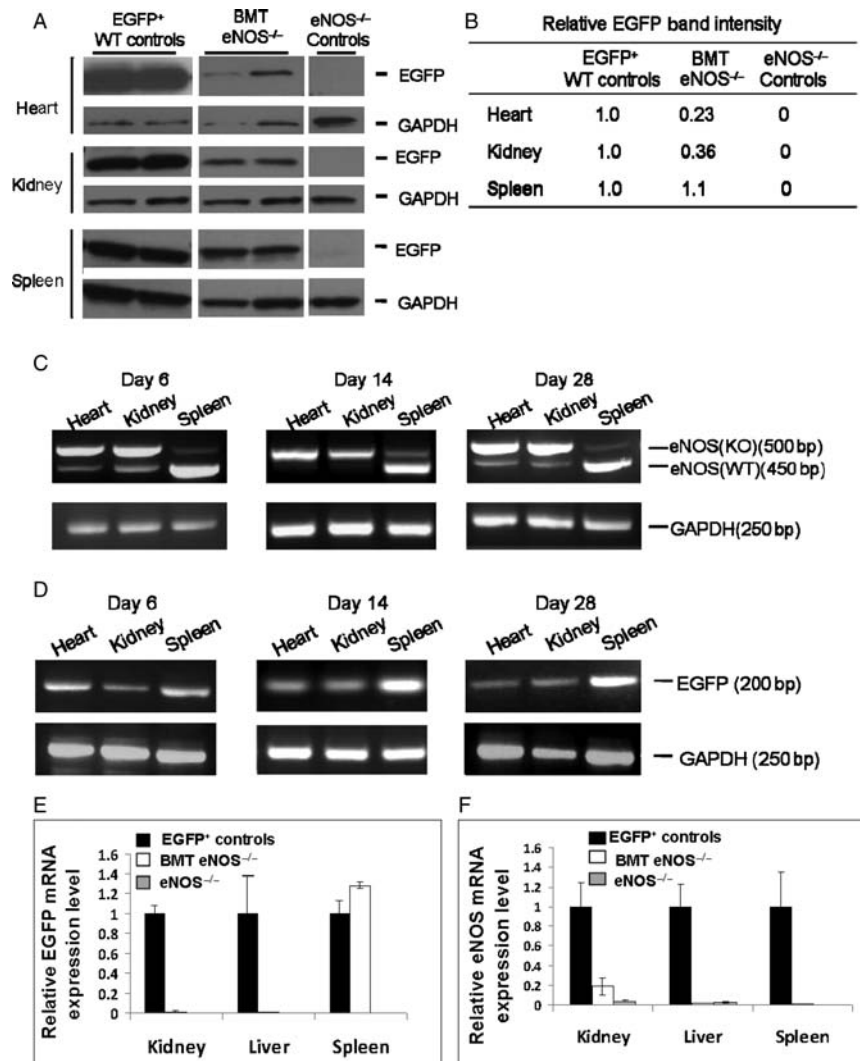 A
EGFP⁺ WT controls
BMT eNOS⁻/⁻
eNOS⁻/⁻ Controls
Heart
EGFP
GAPDH
Kidney
EGFP
GAPDH
Spleen
EGFP
GAPDH
B
Relative EGFP band intensity
EGFP⁺ WT controls
BMT eNOS⁻/⁻
eNOS⁻/⁻ Controls
Heart 1.0 0.23 0
Kidney 1.0 0.36 0
Spleen 1.0 1.1 0
C
Day 6
Day 14
Day 28
Heart Kidney Spleen
Heart Kidney Spleen
Heart Kidney Spleen
eNOS(KO)(500 bp)
eNOS(WT)(450 bp)
GAPDH(250 bp)
D
Day 6
Day 14
Day 28
Heart Kidney Spleen
Heart Kidney Spleen
Heart Kidney Spleen
EGFP (200 bp)
GAPDH (250 bp)
E
Relative EGFP mRNA expression level
1.6
1.4
1.2
1
0.8
0.6
0.4
0.2
0
EGFP⁺ controls
BMT eNOS⁻/⁻
eNOS⁻/⁻
Kidney Liver Spleen
F
Relative eNOS mRNA expression level
1.6
1.4
1.2
1
0.8
0.6
0.4
0.2
0
EGFP⁺ controls
BMT eNOS⁻/⁻
eNOS⁻/⁻
Kidney Liver Spleen